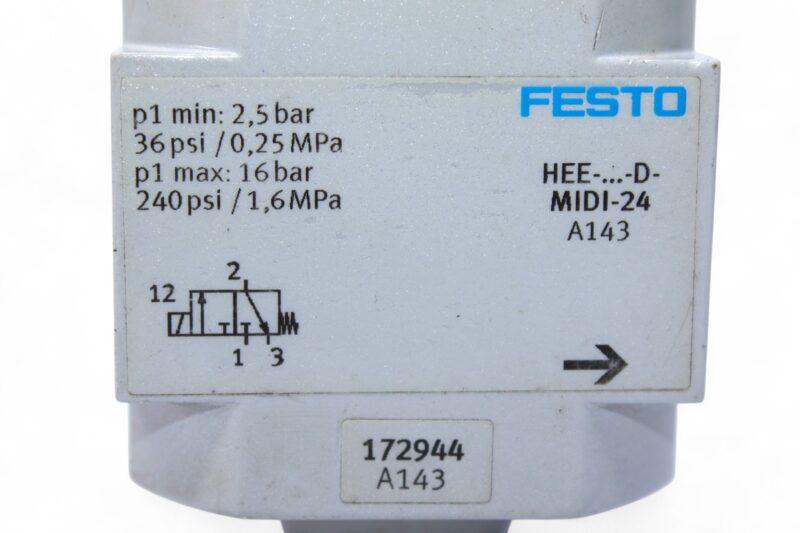 p1 min: 2,5 bar
36 psi / 0,25 MPa
p1 max: 16 bar
240 psi / 1,6 MPa
FESTO
HEE-...-D-
MIDI-24
A143
2
12
1 3
172944
A143